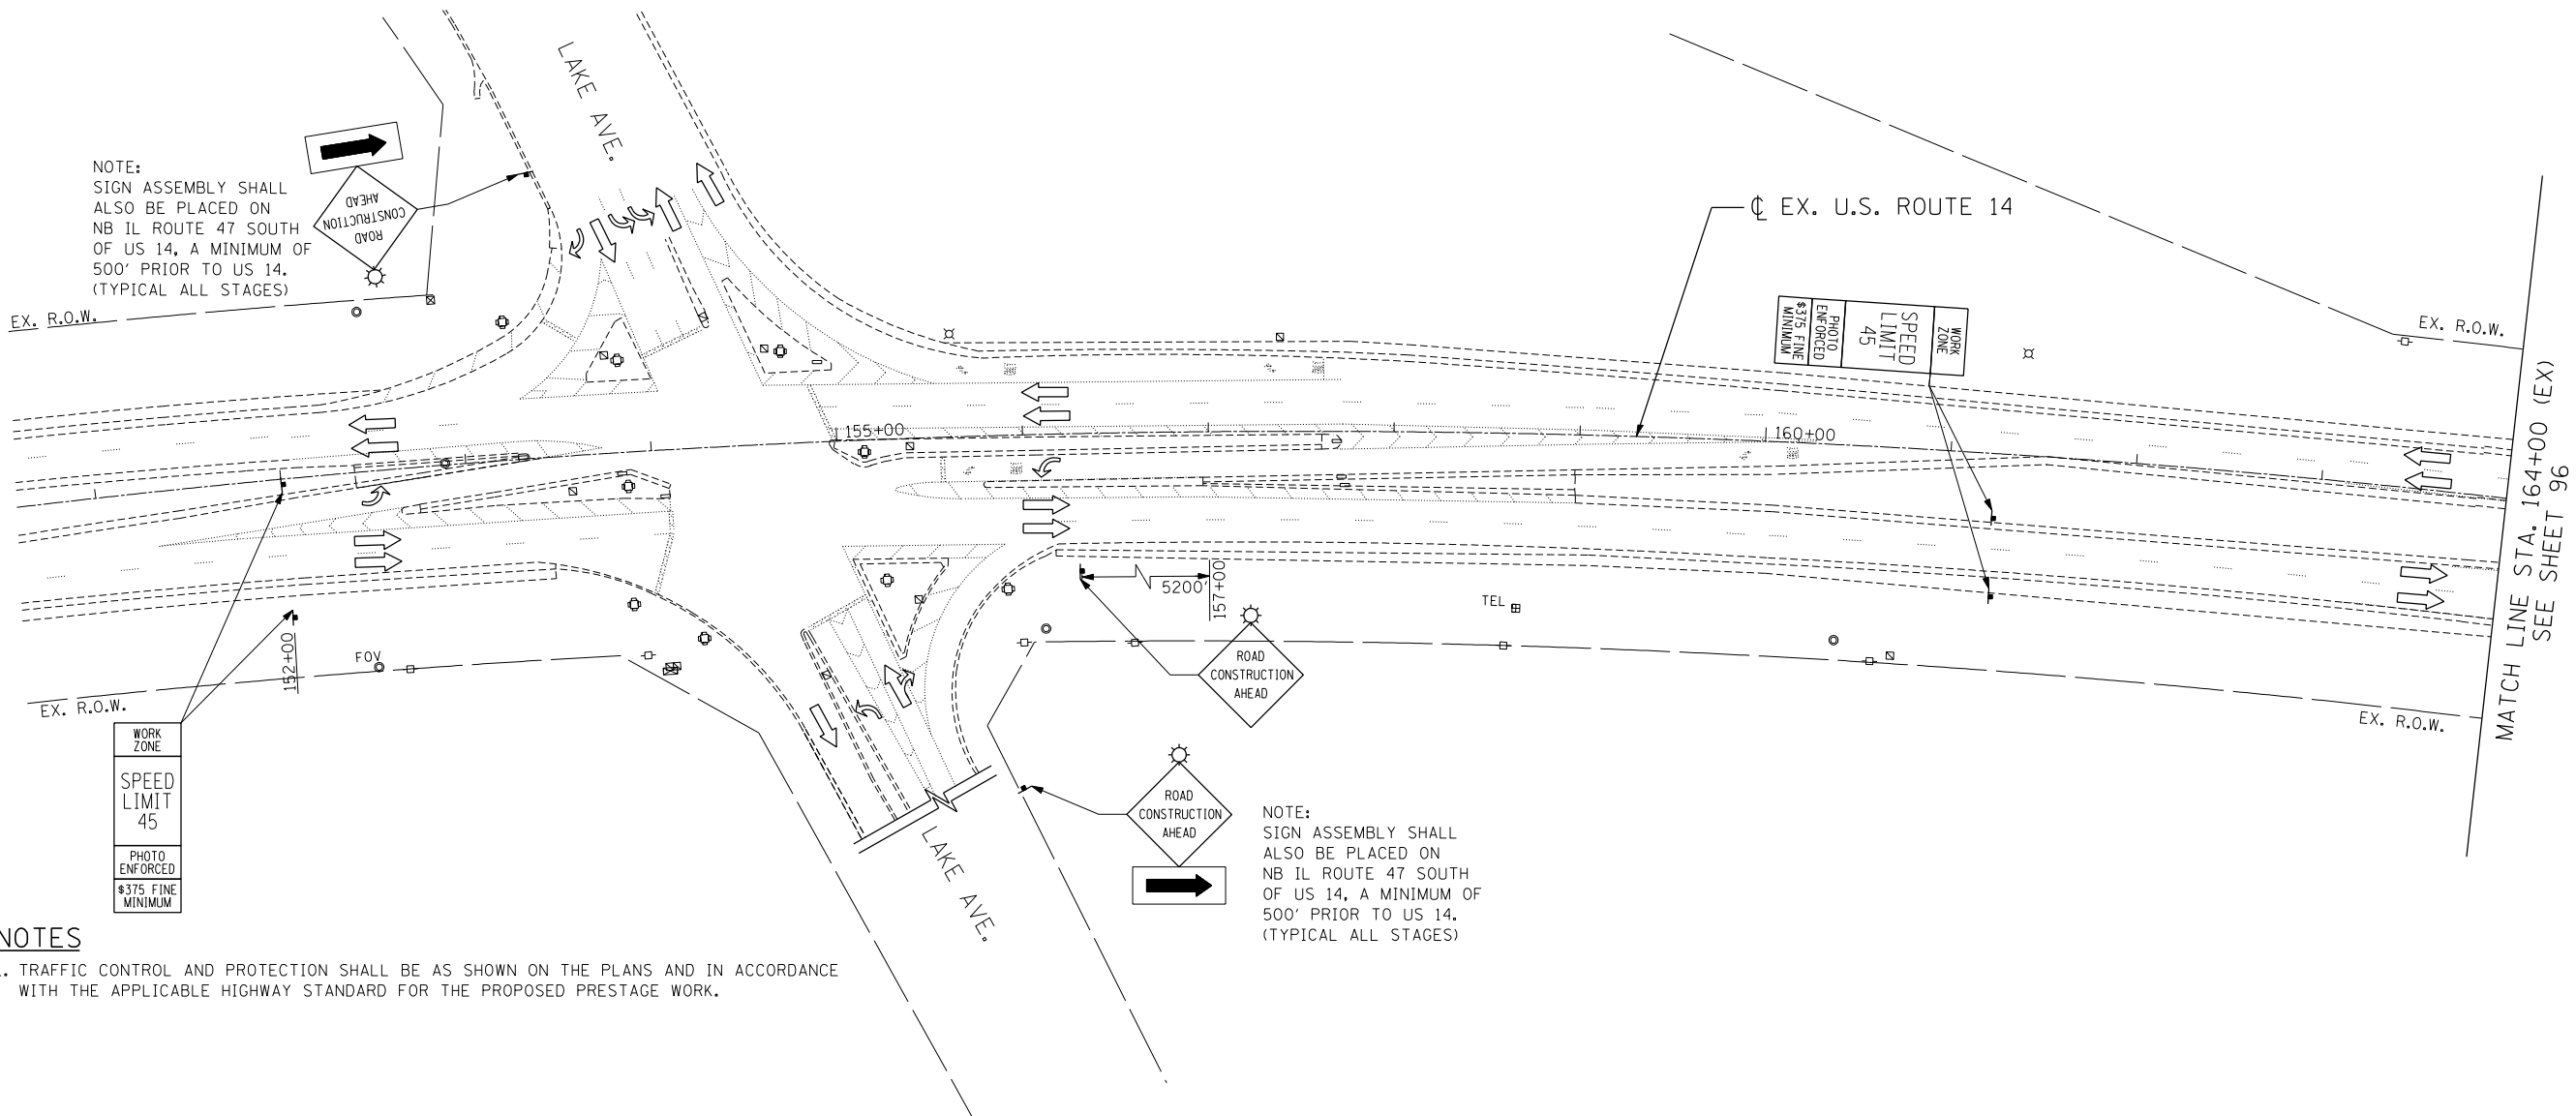 LAKE AVE.
NOTE:
SIGN ASSEMBLY SHALL
ALSO BE PLACED ON
NB IL ROUTE 47 SOUTH
OF US 14, A MINIMUM OF
500' PRIOR TO US 14.
(TYPICAL ALL STAGES)
ROAD
CONSTRUCTION
AHEAD
EX. R.O.W.
℄ EX. U.S. ROUTE 14
WORK
ZONE
SPEED
LIMIT
45
PHOTO
ENFORCED
$375 FINE
MINIMUM
EX. R.O.W.
155+00
160+00
MATCH LINE STA. 164+00 (EX)
SEE SHEET 96
5200'
157+00
TEL
152+00
FOV
EX. R.O.W.
EX. R.O.W.
ROAD
CONSTRUCTION
AHEAD
WORK
ZONE
SPEED
LIMIT
45
PHOTO
ENFORCED
$375 FINE
MINIMUM
ROAD
CONSTRUCTION
AHEAD
LAKE AVE.
NOTE:
SIGN ASSEMBLY SHALL
ALSO BE PLACED ON
NB IL ROUTE 47 SOUTH
OF US 14, A MINIMUM OF
500' PRIOR TO US 14.
(TYPICAL ALL STAGES)
NOTES
. TRAFFIC CONTROL AND PROTECTION SHALL BE AS SHOWN ON THE PLANS AND IN ACCORDANCE
WITH THE APPLICABLE HIGHWAY STANDARD FOR THE PROPOSED PRESTAGE WORK.